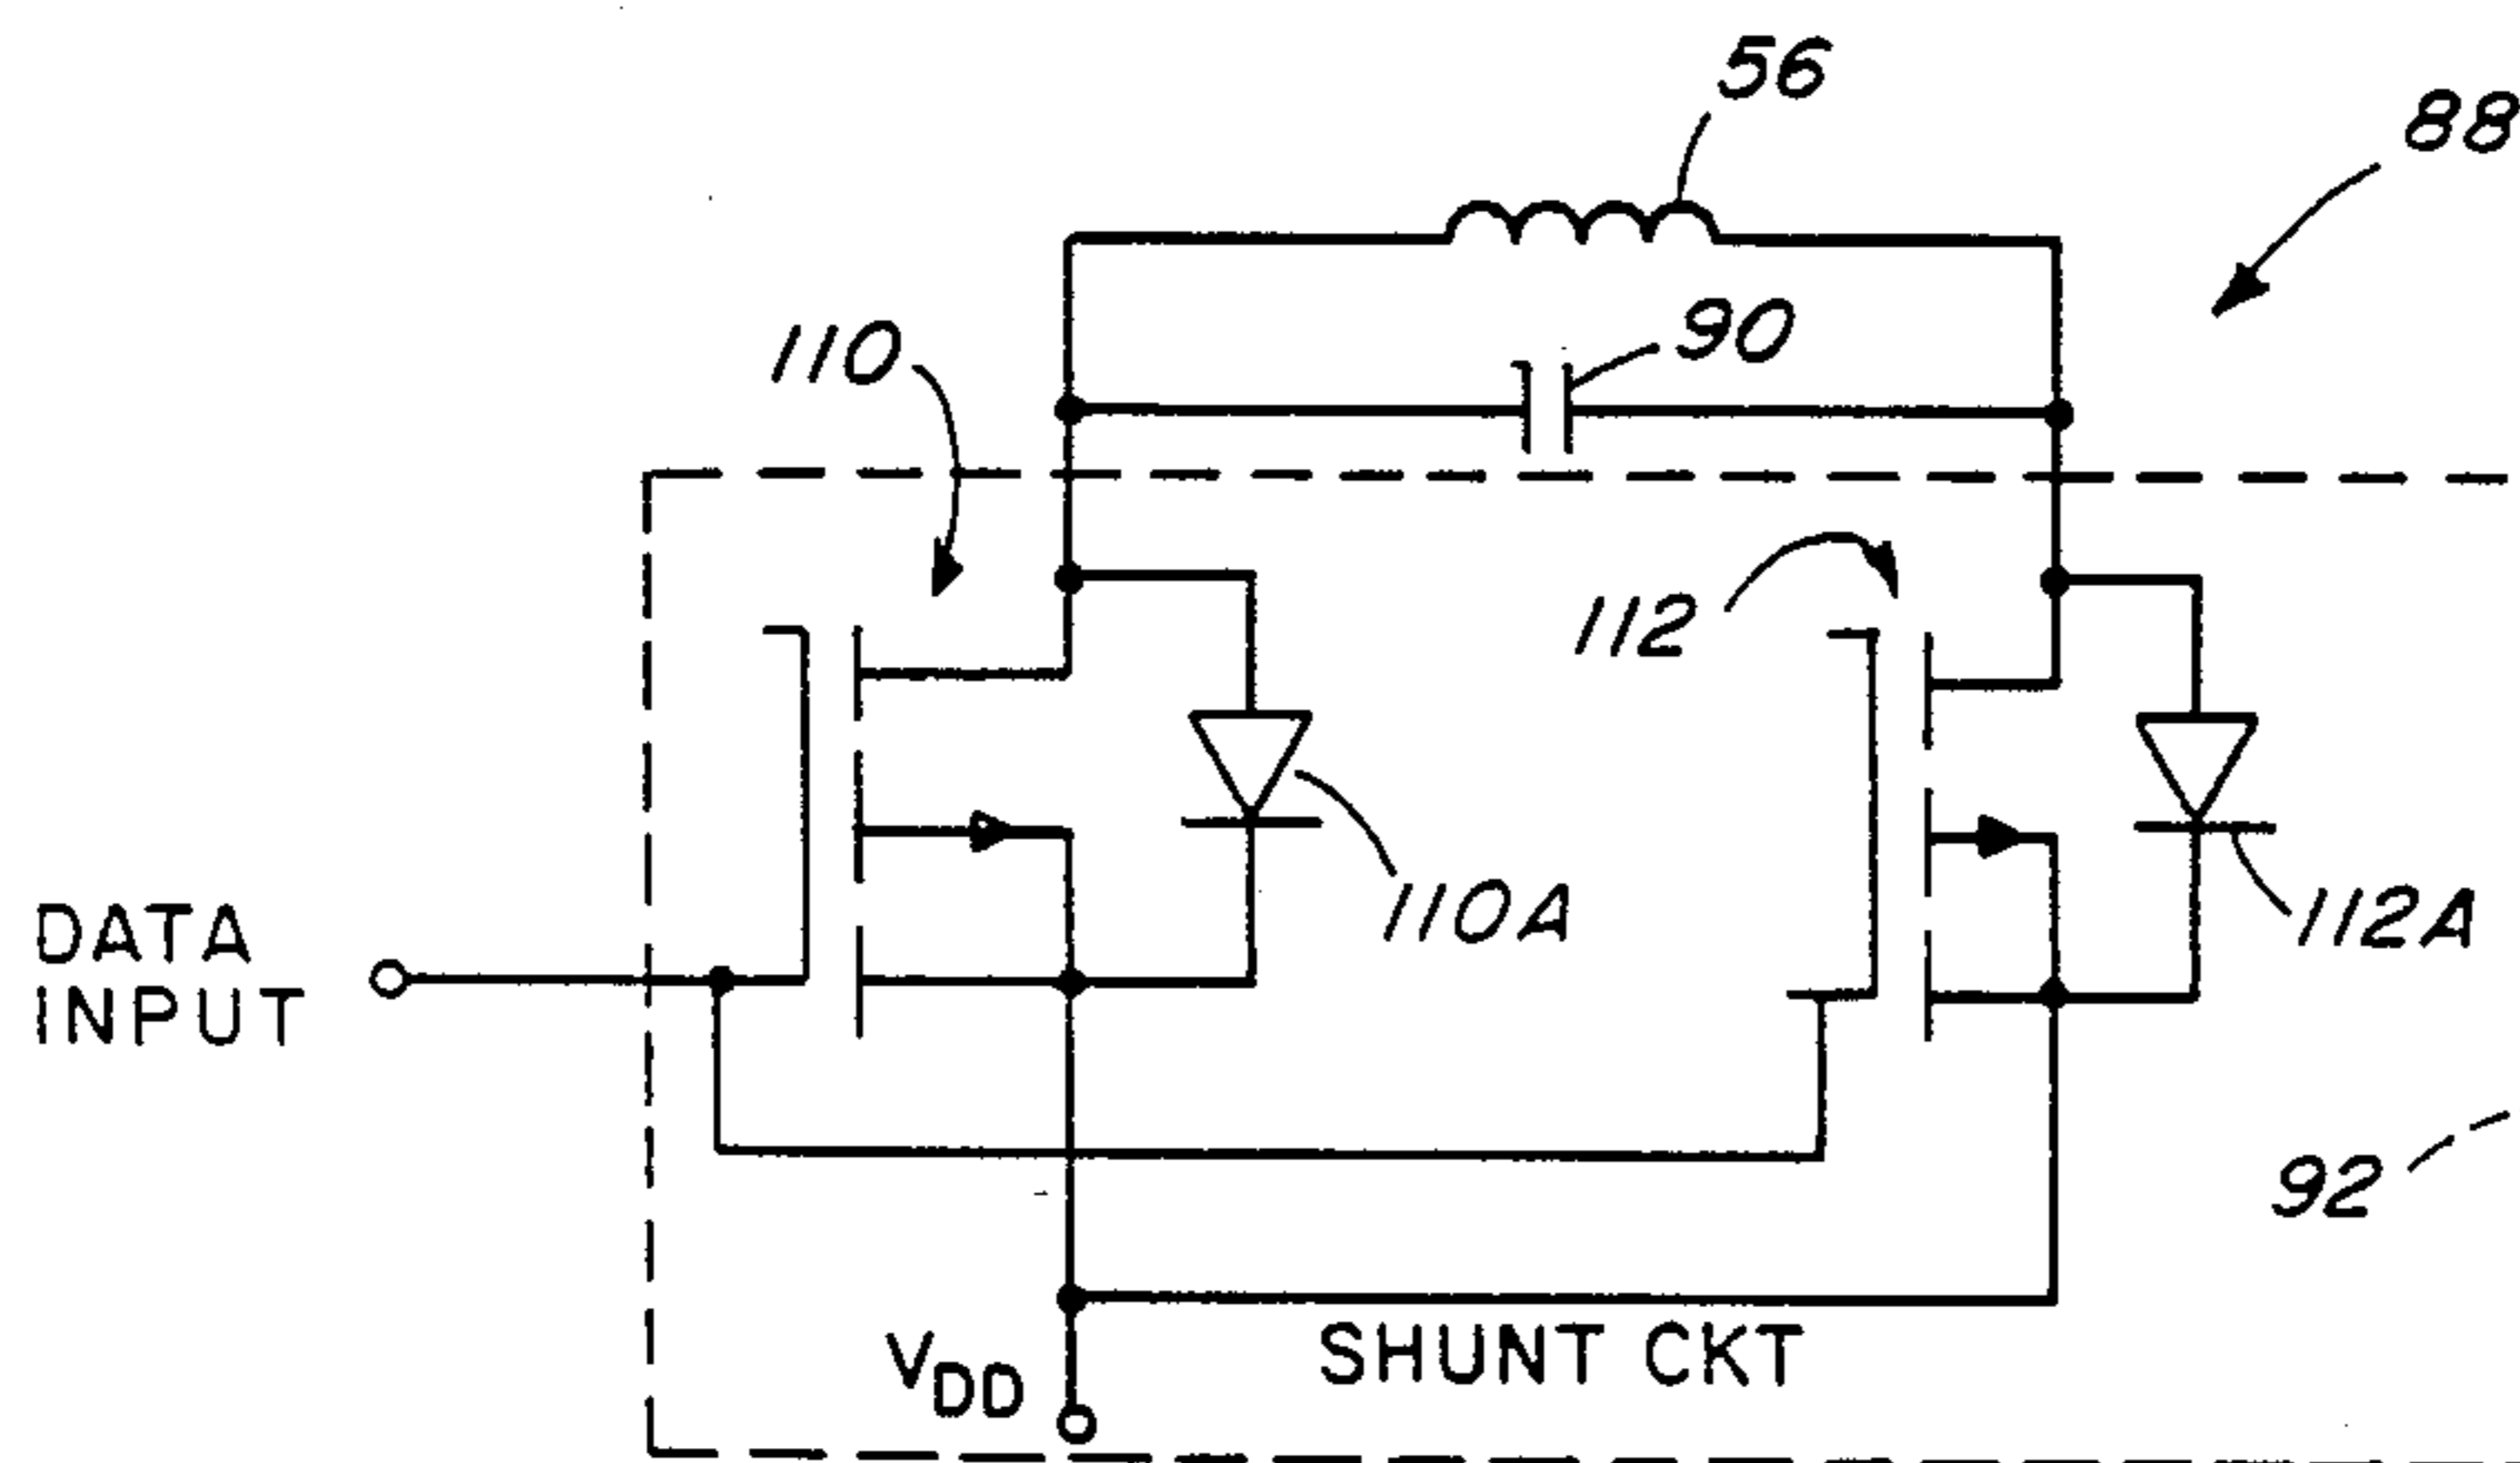 56
88
90
110
112
110A
112A
DATA
INPUT
92
SHUNT CKT
VDD